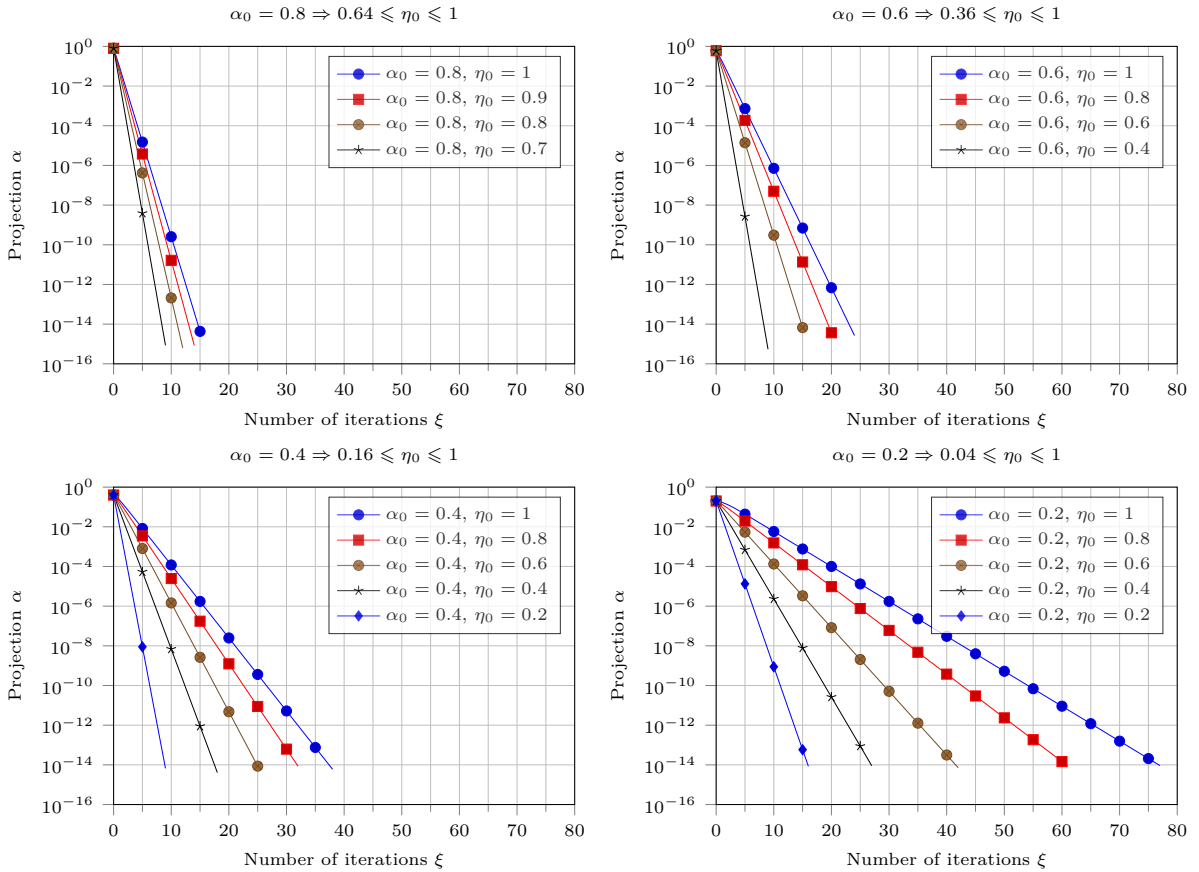 α₀ = 0.8 ⇒ 0.64 ⩽ η₀ ⩽ 1
10⁰
10⁻²
10⁻⁴
10⁻⁶
10⁻⁸
10⁻¹⁰
10⁻¹²
10⁻¹⁴
10⁻¹⁶
Projection α
α₀ = 0.8, η₀ = 1
α₀ = 0.8, η₀ = 0.9
α₀ = 0.8, η₀ = 0.8
α₀ = 0.8, η₀ = 0.7
0 10 20 30 40 50 60 70 80
Number of iterations ξ
α₀ = 0.6 ⇒ 0.36 ⩽ η₀ ⩽ 1
10⁰
10⁻²
10⁻⁴
10⁻⁶
10⁻⁸
10⁻¹⁰
10⁻¹²
10⁻¹⁴
10⁻¹⁶
Projection α
α₀ = 0.6, η₀ = 1
α₀ = 0.6, η₀ = 0.8
α₀ = 0.6, η₀ = 0.6
α₀ = 0.6, η₀ = 0.4
0 10 20 30 40 50 60 70 80
Number of iterations ξ
α₀ = 0.4 ⇒ 0.16 ⩽ η₀ ⩽ 1
10⁰
10⁻²
10⁻⁴
10⁻⁶
10⁻⁸
10⁻¹⁰
10⁻¹²
10⁻¹⁴
10⁻¹⁶
Projection α
α₀ = 0.4, η₀ = 1
α₀ = 0.4, η₀ = 0.8
α₀ = 0.4, η₀ = 0.6
α₀ = 0.4, η₀ = 0.4
α₀ = 0.4, η₀ = 0.2
0 10 20 30 40 50 60 70 80
Number of iterations ξ
α₀ = 0.2 ⇒ 0.04 ⩽ η₀ ⩽ 1
10⁰
10⁻²
10⁻⁴
10⁻⁶
10⁻⁸
10⁻¹⁰
10⁻¹²
10⁻¹⁴
10⁻¹⁶
Projection α
α₀ = 0.2, η₀ = 1
α₀ = 0.2, η₀ = 0.8
α₀ = 0.2, η₀ = 0.6
α₀ = 0.2, η₀ = 0.4
α₀ = 0.2, η₀ = 0.2
0 10 20 30 40 50 60 70 80
Number of iterations ξ